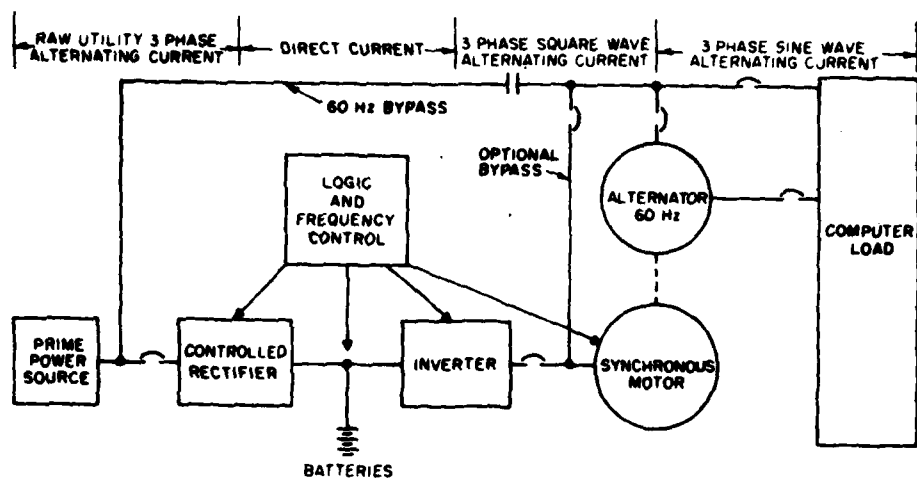 RAW UTILITY 3 PHASE
ALTERNATING CURRENT
DIRECT CURRENT
3 PHASE SQUARE WAVE
ALTERNATING CURRENT
3 PHASE SINE WAVE
ALTERNATING CURRENT
60 Hz BYPASS
OPTIONAL
BYPASS
LOGIC
AND
FREQUENCY
CONTROL
ALTERNATOR
60 Hz
COMPUTER
LOAD
PRIME
POWER
SOURCE
CONTROLLED
RECTIFIER
INVERTER
SYNCHRONOUS
MOTOR
BATTERIES